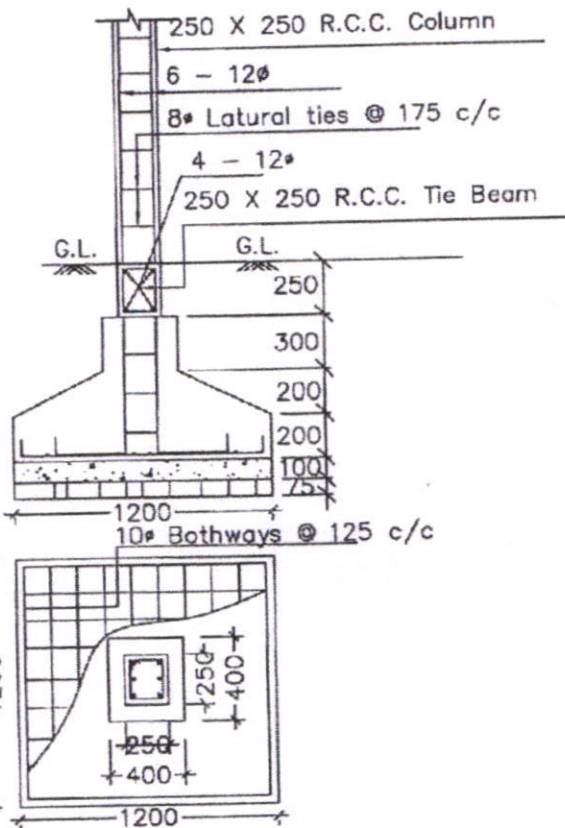 250 X 250 R.C.C. Column
6 - 12ø
8ø Latural ties @ 175 c/c
4 - 12ø
250 X 250 R.C.C. Tie Beam
G.L.
G.L.
250
300
200
200
100
75
1200
10ø Bothways @ 125 c/c
250
400
250
400
1200